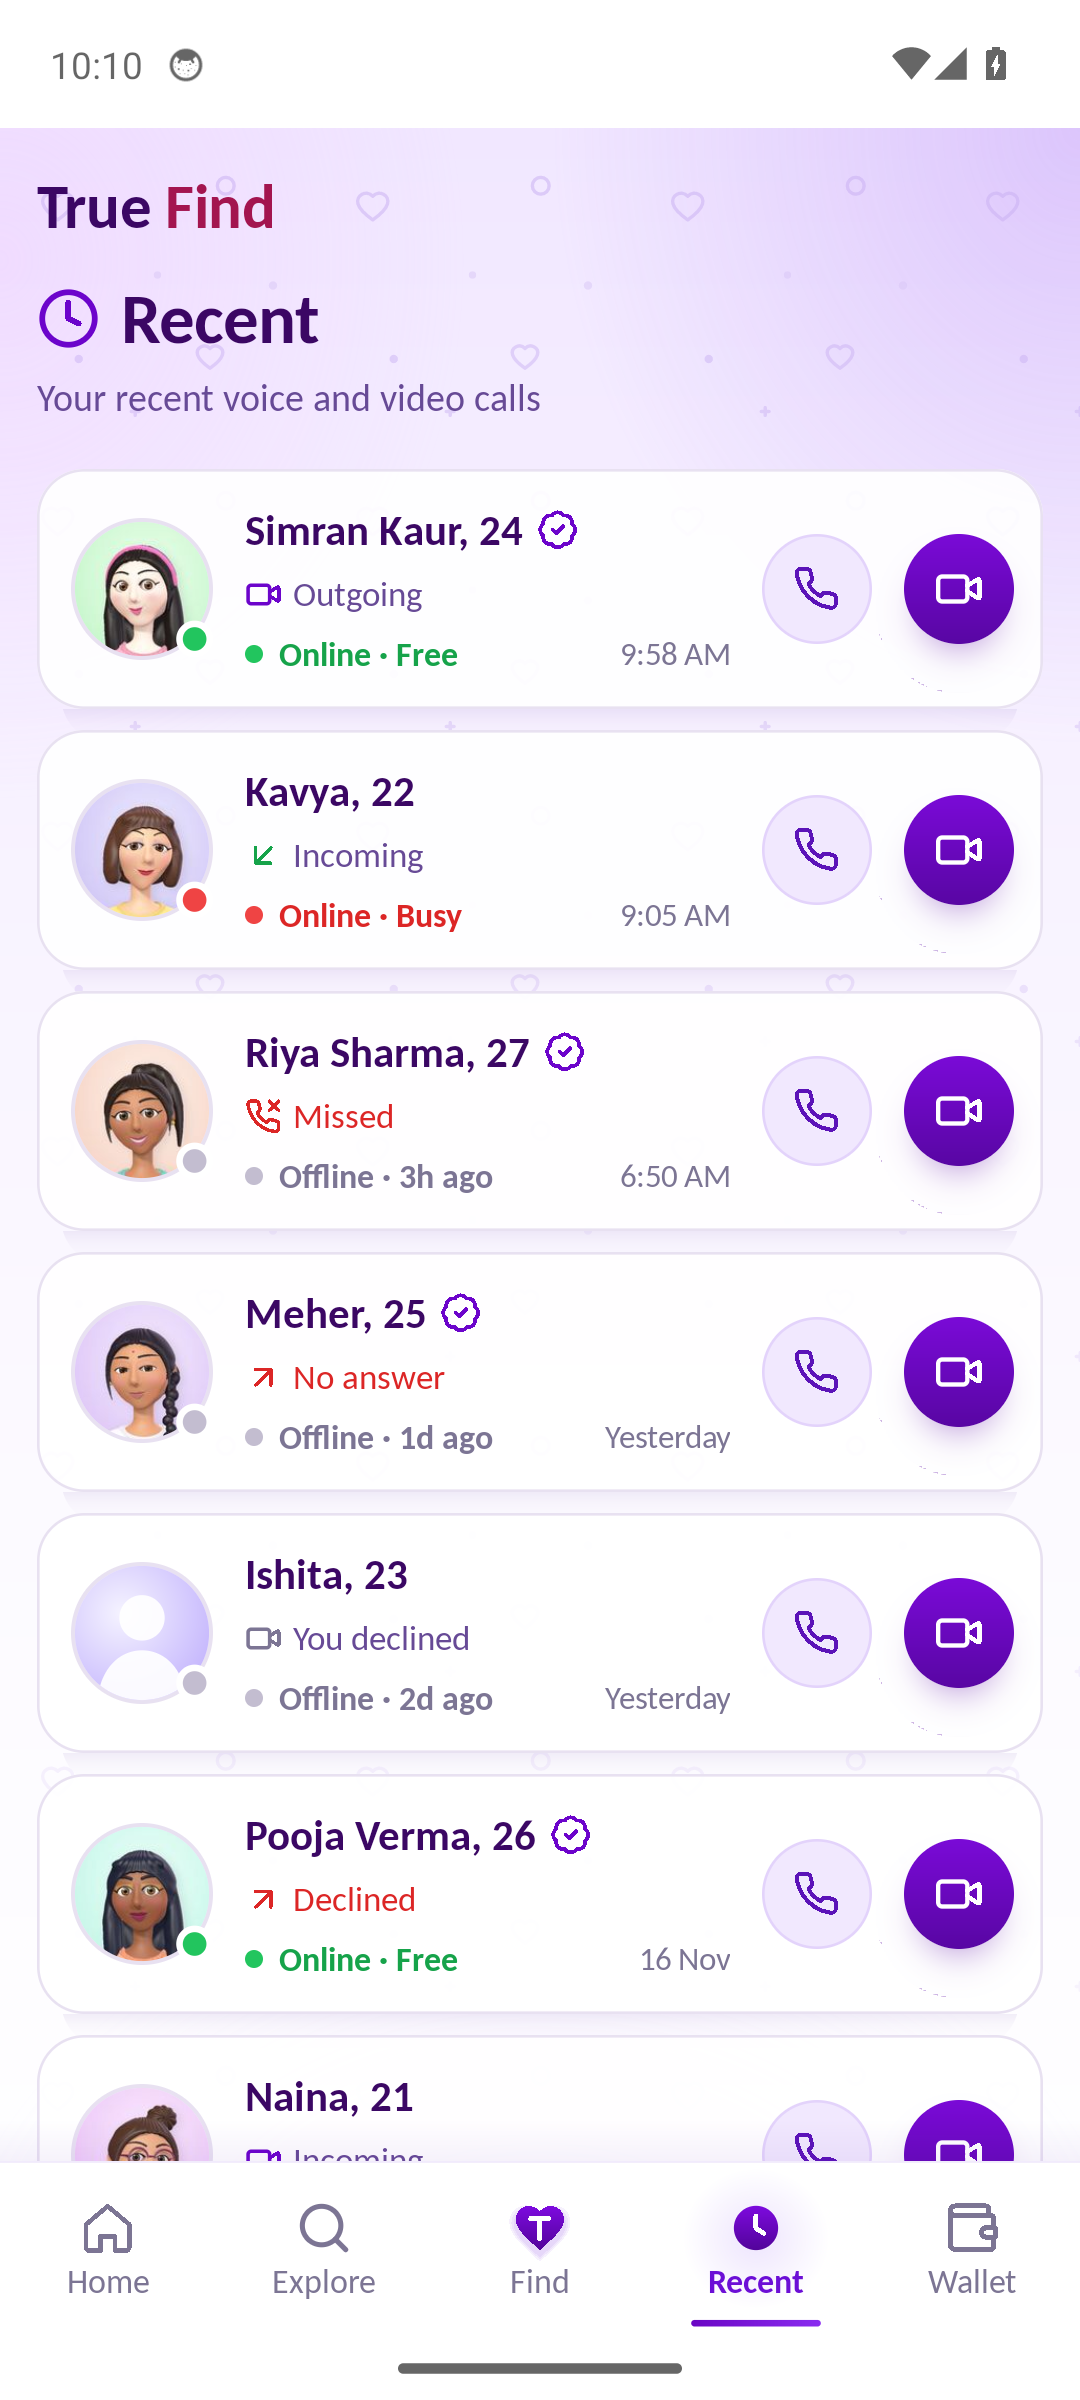 10:10
True Find
Recent
Your recent voice and video calls
Simran Kaur, 24
Outgoing
Online · Free 9:58 AM
Kavya, 22
Incoming
Online · Busy 9:05 AM
Riya Sharma, 27
Missed
Offline · 3h ago 6:50 AM
Meher, 25
No answer
Offline · 1d ago Yesterday
Ishita, 23
You declined
Offline · 2d ago Yesterday
Pooja Verma, 26
Declined
Online · Free 16 Nov
Naina, 21
Incoming
T
Home Explore Find Recent Wallet